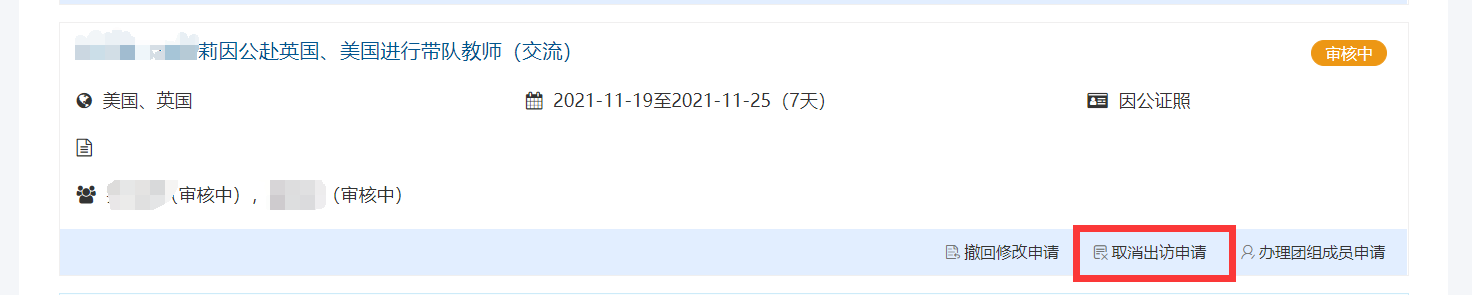 莉因公赴英国、美国进行带队教师（交流）
审核中
美国、英国
2021-11-19至2021-11-25（7天）
因公证照
（审核中），（审核中）
撤回修改申请
取消出访申请
办理团组成员申请